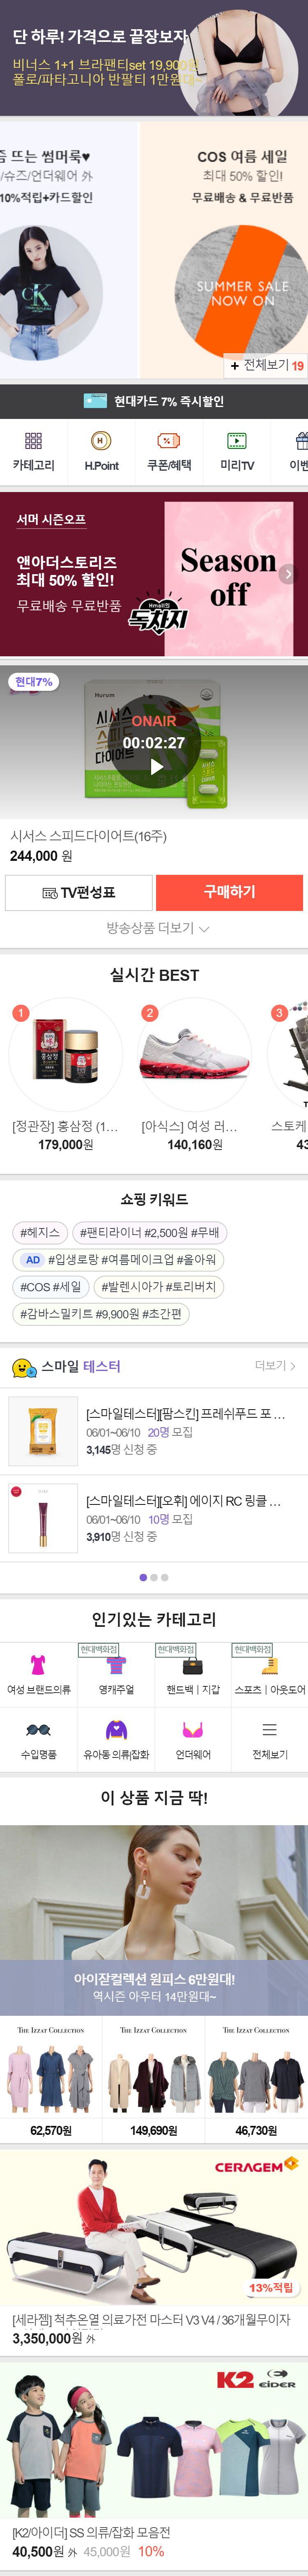 단 하루! 가격으로 끝장보자
비너스 1+1 브라팬티set 19,900원
폴로/파타고니아 반팔티 1만원대~
즘 뜨는 썸머룩♥
/슈즈/언더웨어 外
10%적립+카드할인
COS 여름 세일
최대 50% 할인!
무료배송 & 무료반품
CK
SUMMER SALE
NOW ON
+ 전체보기 19
현대카드 7% 즉시할인
카테고리
H.Point
쿠폰/혜택
미리TV
이벤
서머 시즌오프
앤아더스토리즈
최대 50% 할인!
무료배송 무료반품
Season
off
Hmall의
독차지
현대7%
Hurum
시서스
스피드
다이어트
ONAIR
00:02:27
시서스 스피드다이어트(16주)
244,000 원
TV편성표
구매하기
방송상품 더보기
실시간 BEST
1
2
3
홍삼정
[정관장] 홍삼정 (1...
179,000원
[아식스] 여성 러...
140,160원
스토케
43
쇼핑 키워드
#헤지스
#팬티라이너 #2,500원 #무배
AD #입생로랑 #여름메이크업 #올아워
#COS #세일
#발렌시아가 #토리버치
#감바스밀키트 #9,900원 #초간편
스마일 테스터
더보기
[스마일테스터][팜스킨] 프레쉬푸드 포 ...
06/01~06/10 20명 모집
3,145명 신청 중
[스마일테스터][오휘] 에이지 RC 링클 ...
06/01~06/10 10명 모집
3,910명 신청 중
인기있는 카테고리
현대백화점
현대백화점
현대백화점
여성 브랜드의류
영캐주얼
핸드백ㅣ지갑
스포츠ㅣ아웃도어
수입명품
유아동 의류/잡화
언더웨어
전체보기
이 상품 지금 딱!
아이잗컬렉션 원피스 6만원대!
역시즌 아우터 14만원대~
THE IZZAT COLLECTION
THE IZZAT COLLECTION
THE IZZAT COLLECTION
62,570원
149,690원
46,730원
CERAGEM
13%적립
[세라젬] 척추온열 의료가전 마스터 V3 V4 / 36개월무이자
3,350,000원 外
K2
EIDER
[K2/아이더] SS 의류/잡화 모음전
40,500원 外 45,000원 10%